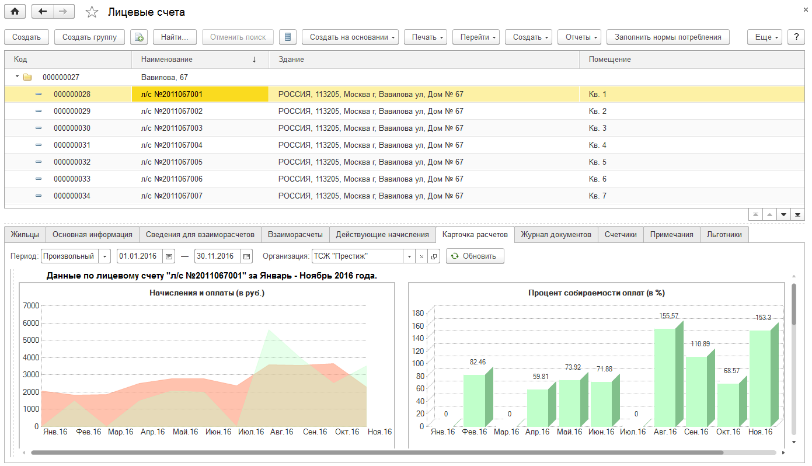 Лицевые счета
Создать Создать группу Найти... Отменить поиск Создать на основании Печать Перейти Создать Отчеты Заполнить нормы потребления Еще ?
Код Наименование ↓ Здание Помещение
000000027 Вавилова, 67
000000028 л/с №2011067001 РОССИЯ, 113205, Москва г, Вавилова ул, Дом № 67 Кв. 1
000000029 л/с №2011067002 РОССИЯ, 113205, Москва г, Вавилова ул, Дом № 67 Кв. 2
000000030 л/с №2011067003 РОССИЯ, 113205, Москва г, Вавилова ул, Дом № 67 Кв. 3
000000031 л/с №2011067004 РОССИЯ, 113205, Москва г, Вавилова ул, Дом № 67 Кв. 4
000000032 л/с №2011067005 РОССИЯ, 113205, Москва г, Вавилова ул, Дом № 67 Кв. 5
000000033 л/с №2011067006 РОССИЯ, 113205, Москва г, Вавилова ул, Дом № 67 Кв. 6
000000034 л/с №2011067007 РОССИЯ, 113205, Москва г, Вавилова ул, Дом № 67 Кв. 7
Жильцы Основная информация Сведения для взаиморасчетов Взаиморасчеты Действующие начисления Карточка расчетов Журнал документов Счетчики Примечания Льготники
Период: Произвольный 01.01.2016 — 30.11.2016 Организация: ТСЖ "Престиж" Обновить
Данные по лицевому счету "л/с №2011067001" за Январь - Ноябрь 2016 года.
Начисления и оплаты (в руб.)
7000
6000
5000
4000
3000
2000
1000
0
Янв.16 Фев.16 Мар.16 Апр.16 Май.16 Июн.16 Июл.16 Авг.16 Сен.16 Окт.16 Ноя.16
Процент собираемости оплат (в %)
180
160
140
120
100
80
60
40
20
0
0 82.46 0 59.81 73.92 71.88 0 155.57 110.89 68.57 153.3
Янв.16 Фев.16 Мар.16 Апр.16 Май.16 Июн.16 Июл.16 Авг.16 Сен.16 Окт.16 Ноя.16